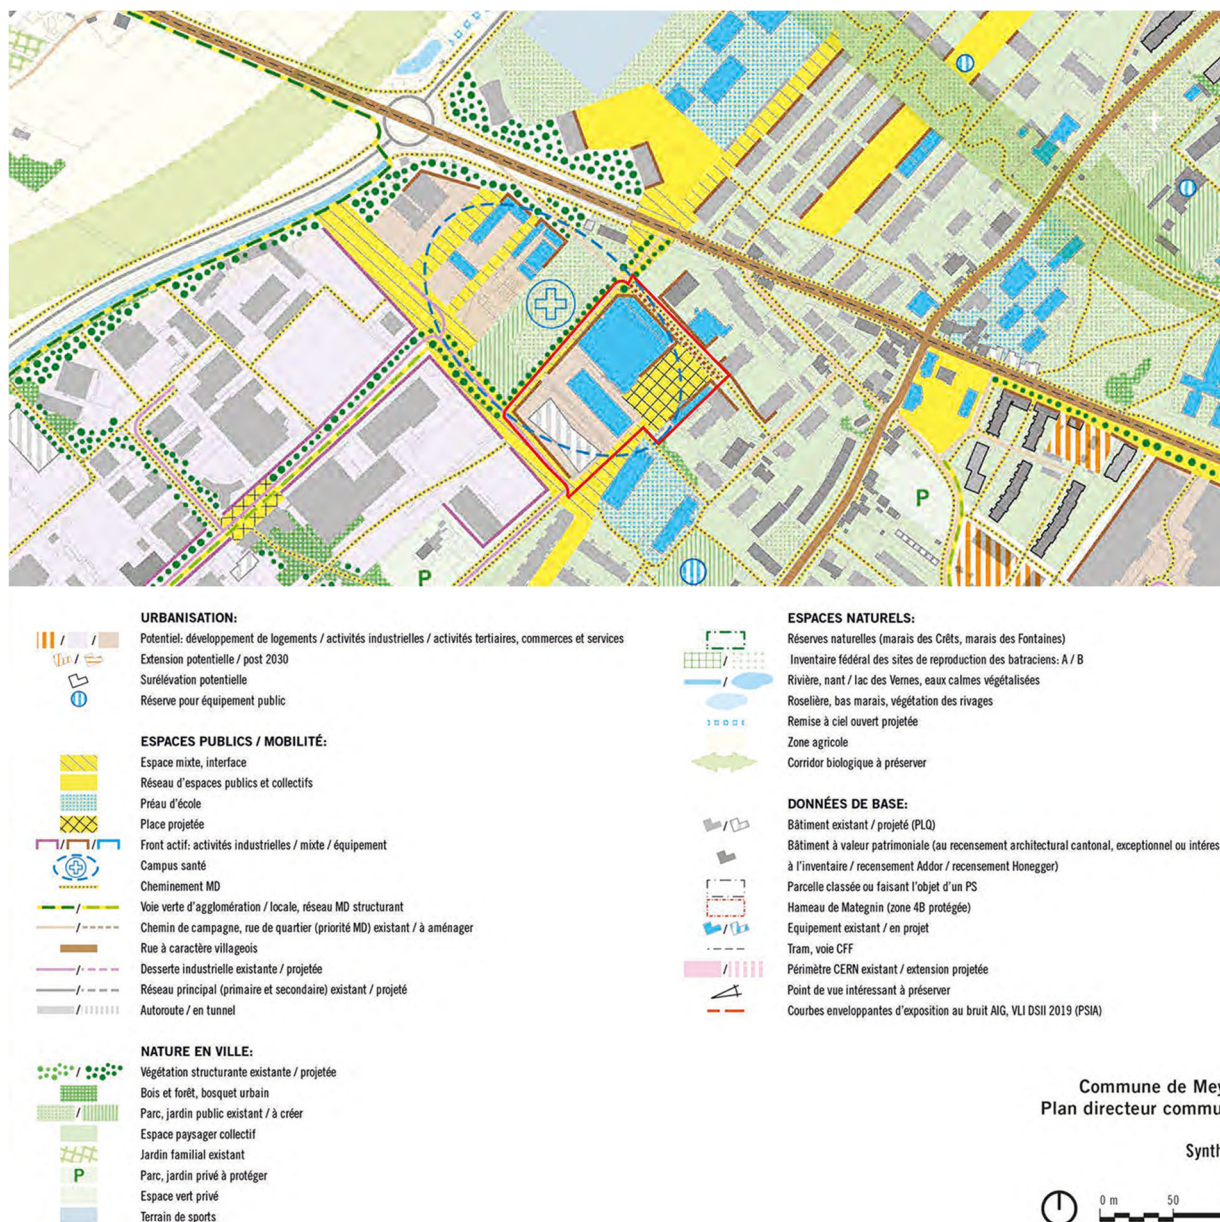 P
P
URBANISATION:
Potentiel: développement de logements / activités industrielles / activités tertiaires, commerces et services
Extension potentielle / post 2030
Surélévation potentielle
Réserve pour équipement public
ESPACES PUBLICS / MOBILITÉ:
Espace mixte, interface
Réseau d'espaces publics et collectifs
Préau d'école
Place projetée
Front actif: activités industrielles / mixte / équipement
Campus santé
Cheminement MD
Voie verte d'agglomération / locale, réseau MD structurant
Chemin de campagne, rue de quartier (priorité MD) existant / à aménager
Rue à caractère villageois
Desserte industrielle existante / projetée
Réseau principal (primaire et secondaire) existant / projeté
Autoroute / en tunnel
NATURE EN VILLE:
Végétation structurante existante / projetée
Bois et forêt, bosquet urbain
Parc, jardin public existant / à créer
Espace paysager collectif
Jardin familial existant
P Parc, jardin privé à protéger
Espace vert privé
Terrain de sports
ESPACES NATURELS:
Réserves naturelles (marais des Crêts, marais des Fontaines)
Inventaire fédéral des sites de reproduction des batraciens: A / B
Rivière, nant / lac des Vernes, eaux calmes végétalisées
Roselière, bas marais, végétation des rivages
Remise à ciel ouvert projetée
Zone agricole
Corridor biologique à préserver
DONNÉES DE BASE:
Bâtiment existant / projeté (PLQ)
Bâtiment à valeur patrimoniale (au recensement architectural cantonal, exceptionnel ou intéres
à l'inventaire / recensement Addor / recensement Honegger)
Parcelle classée ou faisant l'objet d'un PS
Hameau de Mategnin (zone 4B protégée)
Equipement existant / en projet
Tram, voie CFF
Périmètre CERN existant / extension projetée
Point de vue intéressant à préserver
Courbes enveloppantes d'exposition au bruit AIG, VLI DSII 2019 (PSIA)
Commune de Mey
Plan directeur commu
Synth
0 m 50